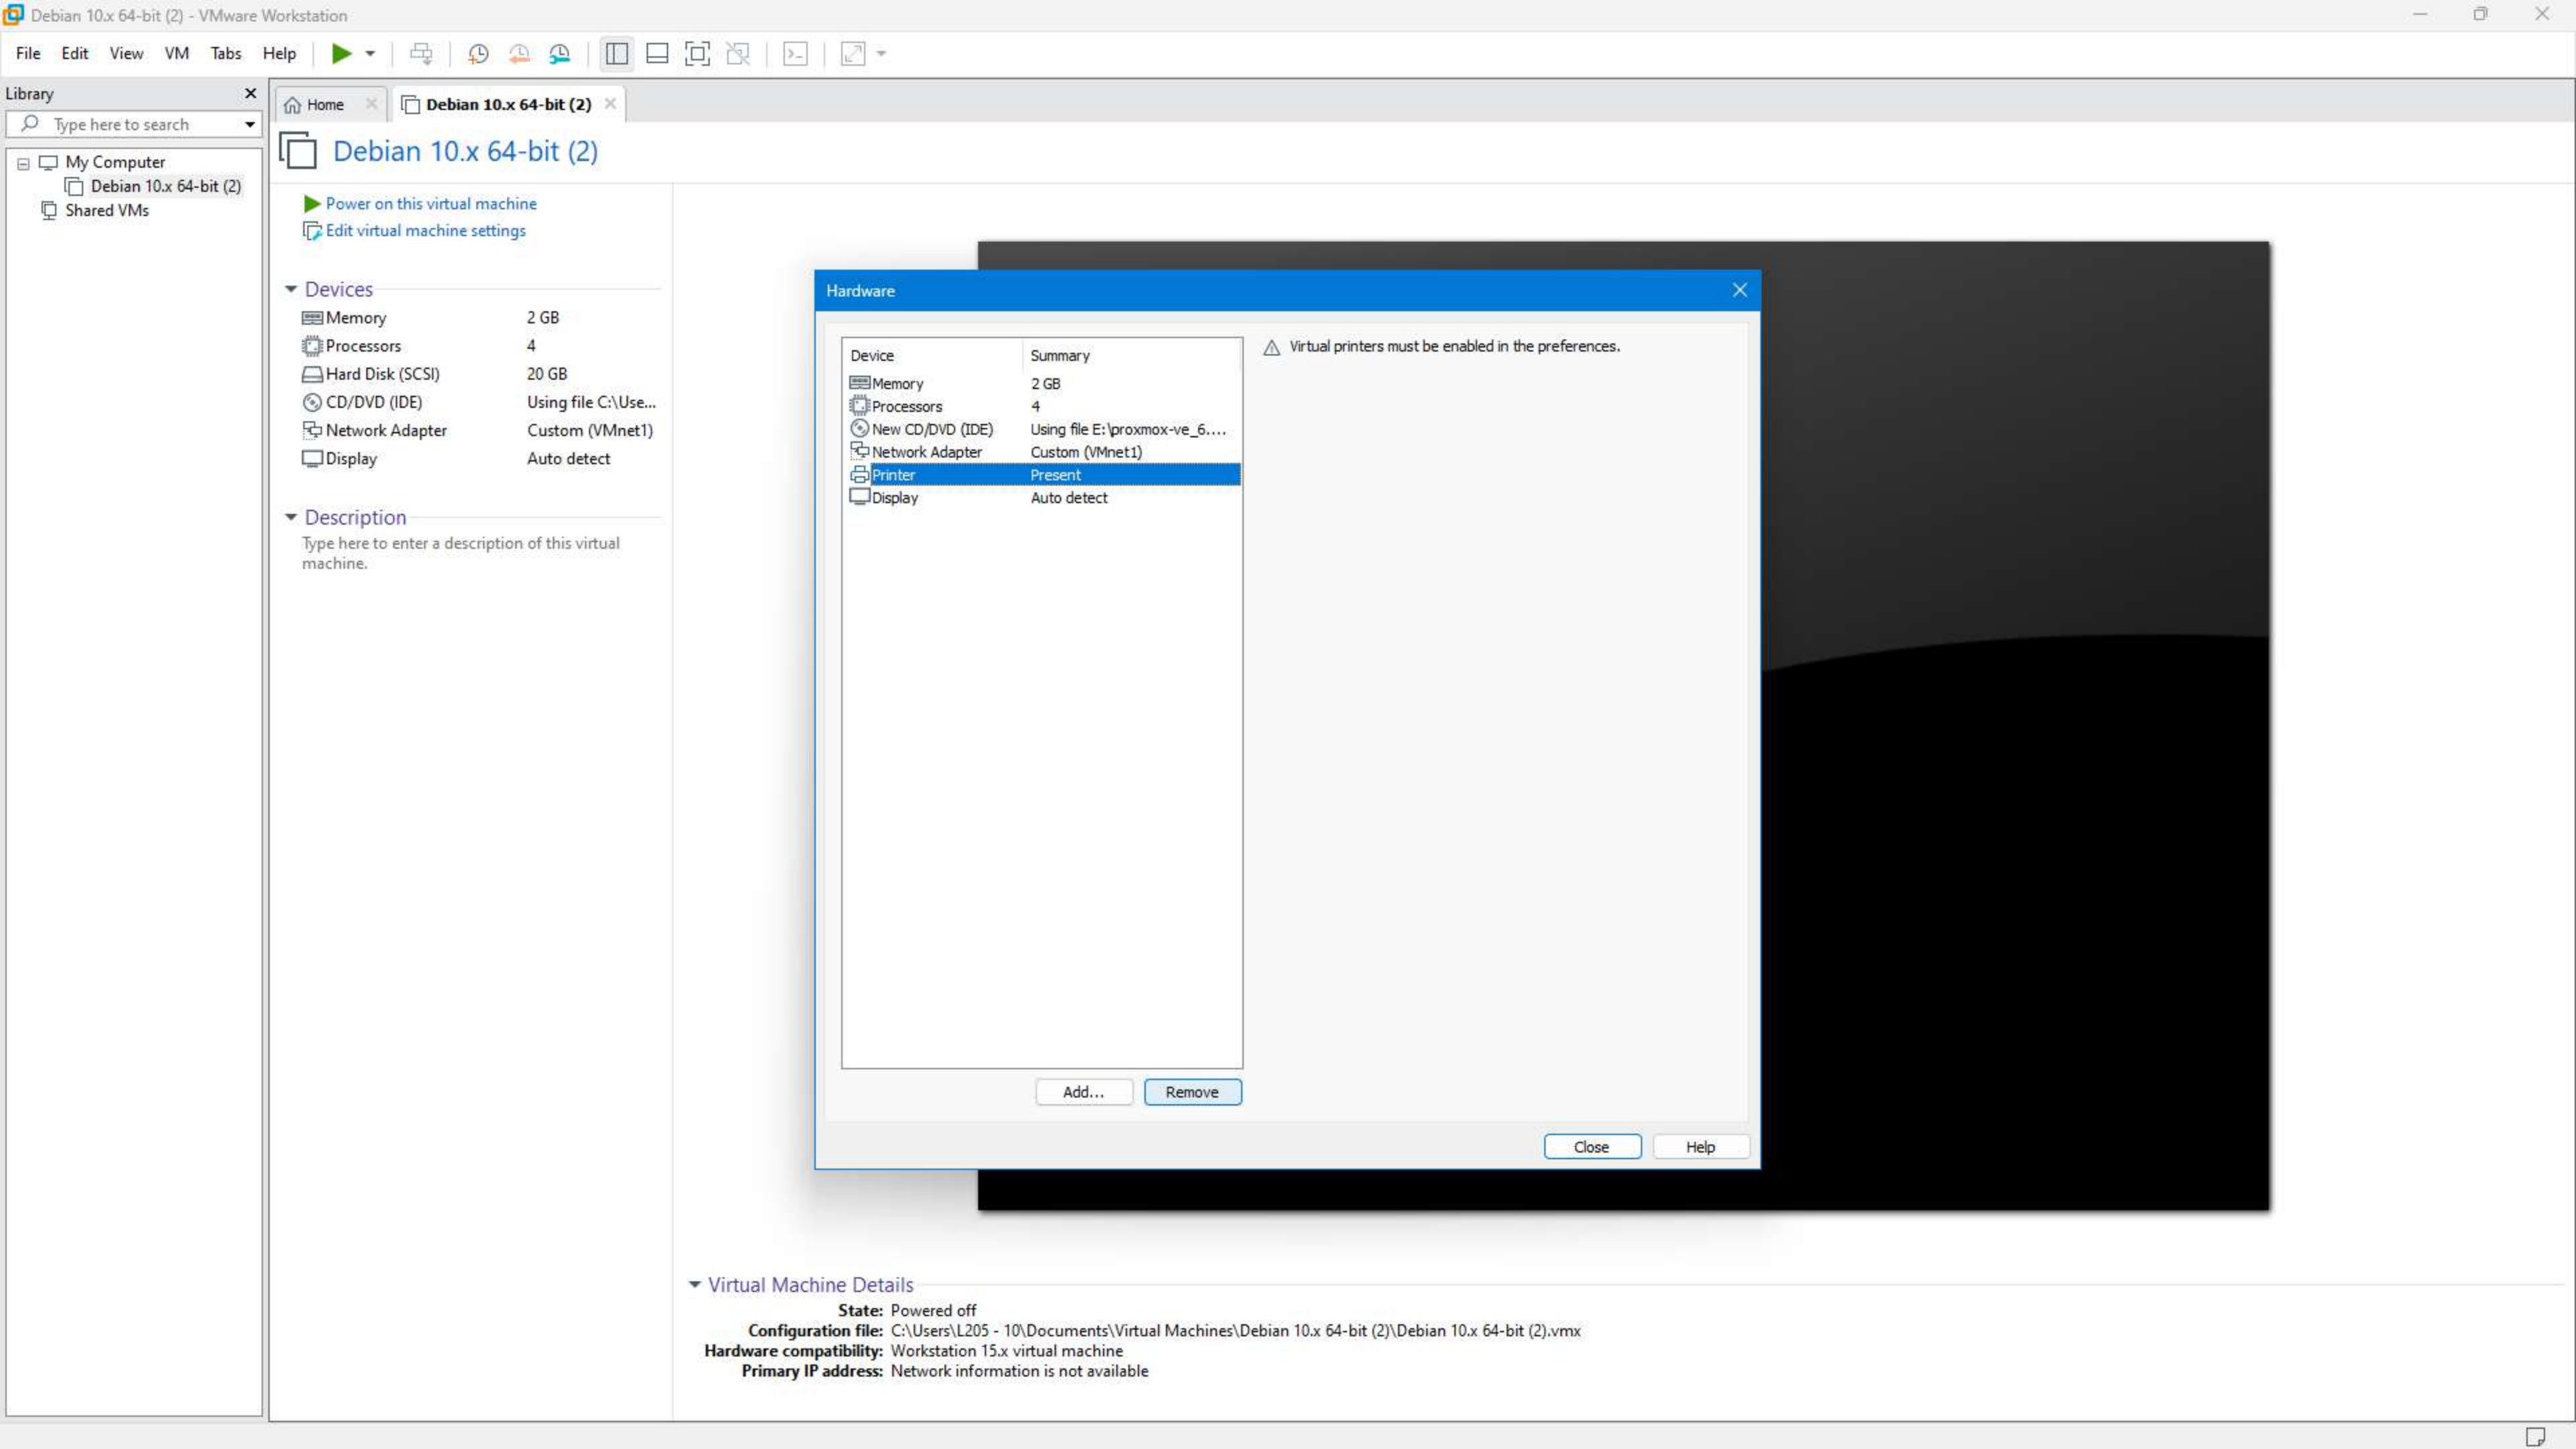 Debian 10.x 64-bit (2) - VMware Workstation
File Edit View VM Tabs Help
Library
Type here to search
My Computer
Debian 10.x 64-bit (2)
Shared VMs
Home
Debian 10.x 64-bit (2)
Debian 10.x 64-bit (2)
Power on this virtual machine
Edit virtual machine settings
Devices
Memory 2 GB
Processors 4
Hard Disk (SCSI) 20 GB
CD/DVD (IDE) Using file C:\Use...
Network Adapter Custom (VMnet1)
Display Auto detect
Description
Type here to enter a description of this virtual
machine.
Hardware
Device Summary
Memory 2 GB
Processors 4
New CD/DVD (IDE) Using file E:\proxmox-ve_6....
Network Adapter Custom (VMnet1)
Printer Present
Display Auto detect
Virtual printers must be enabled in the preferences.
Add... Remove
Close Help
Virtual Machine Details
State: Powered off
Configuration file: C:\Users\L205 - 10\Documents\Virtual Machines\Debian 10.x 64-bit (2)\Debian 10.x 64-bit (2).vmx
Hardware compatibility: Workstation 15.x virtual machine
Primary IP address: Network information is not available